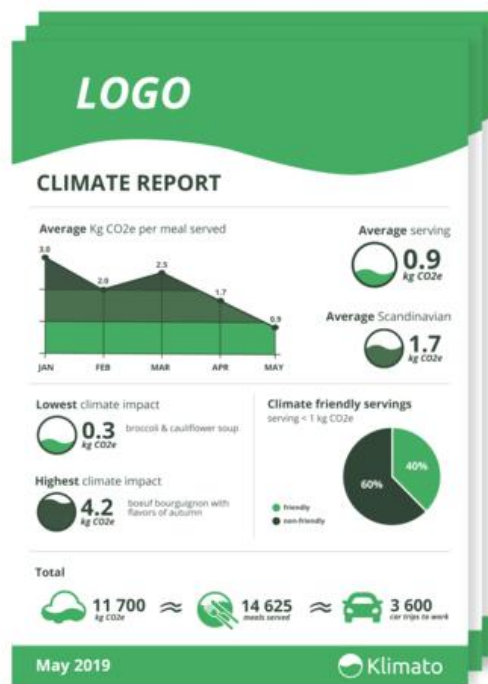 LOGO
CLIMATE REPORT
Average Kg CO2e per meal served
3.0
2.0
2.5
1.7
0.9
JAN FEB MAR APR MAY
Average serving
0.9
kg CO2e
Average Scandinavian
1.7
kg CO2e
Lowest climate impact
0.3
kg CO2e
broccoli & cauliflower soup
Highest climate impact
4.2
kg CO2e
boeuf bourguignon with
flavors of autumn
Climate friendly servings
serving < 1 kg CO2e
40%
60%
friendly
non-friendly
Total
11 700
kg CO2e
≈
14 625
meals served
≈
3 600
car trips to work
May 2019
Klimato